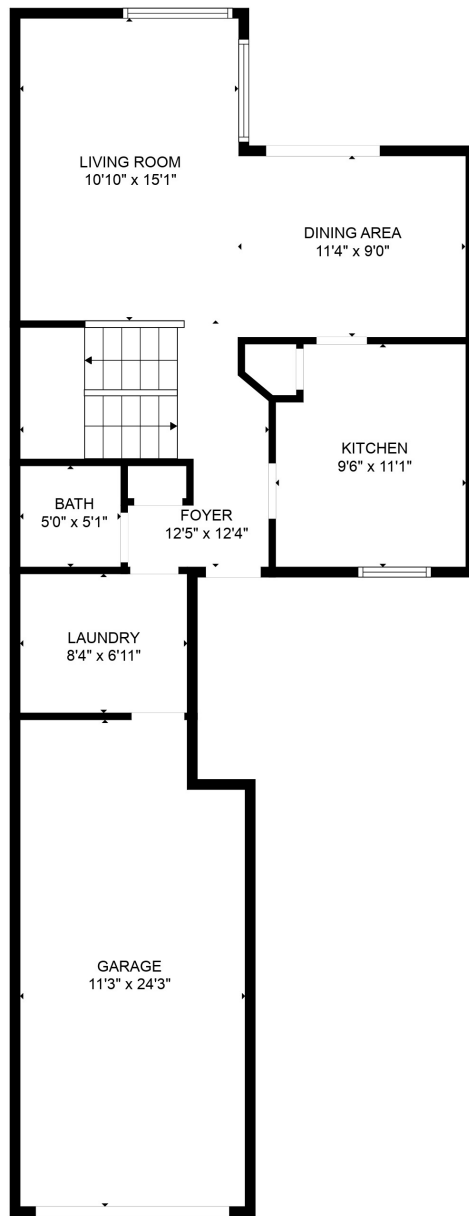 LIVING ROOM
10'10" x 15'1"
DINING AREA
11'4" x 9'0"
KITCHEN
9'6" x 11'1"
BATH
5'0" x 5'1"
FOYER
12'5" x 12'4"
LAUNDRY
8'4" x 6'11"
GARAGE
11'3" x 24'3"